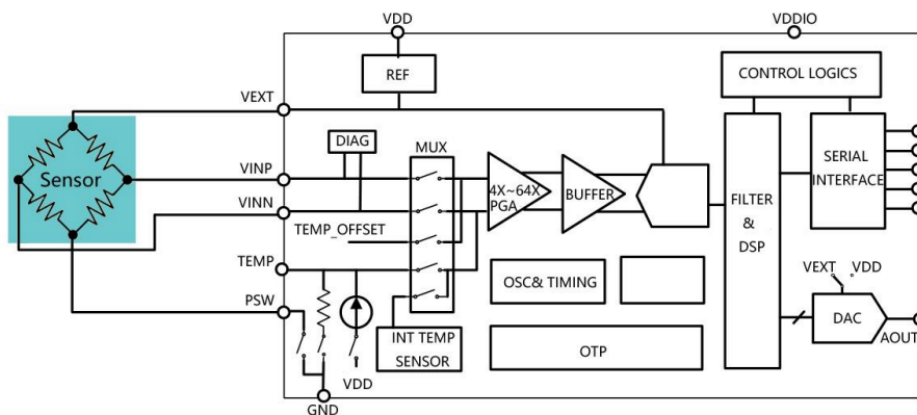 VDD
VDDIO
REF
CONTROL LOGICS
VEXT
DIAG
MUX
Sensor
VINP
4X~64X
PGA
BUFFER
FILTER
&
DSP
SERIAL
INTERFACE
VINN
TEMP_OFFSET
TEMP
OSC& TIMING
VEXT
VDD
PSW
DAC
AOUT
INT TEMP
SENSOR
OTP
VDD
GND